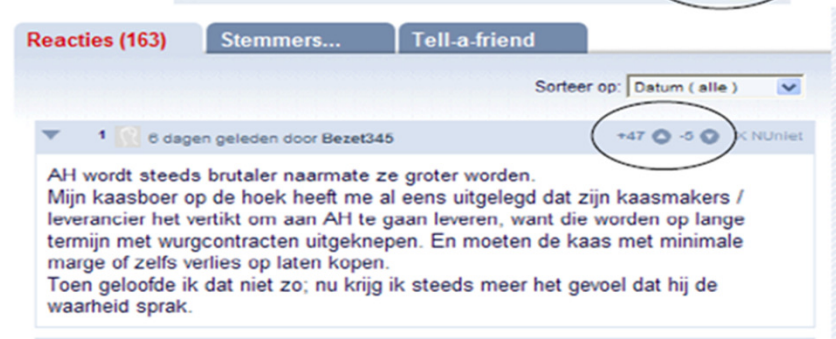 Reacties (163) Stemmers... Tell-a-friend
Sorteer op: Datum ( alle )
1 6 dagen geleden door Bezet345 +47 -5 X NUniet
AH wordt steeds brutaler naarmate ze groter worden.
Mijn kaasboer op de hoek heeft me al eens uitgelegd dat zijn kaasmakers /
leverancier het vertikt om aan AH te gaan leveren, want die worden op lange
termijn met wurgcontracten uitgeknepen. En moeten de kaas met minimale
marge of zelfs verlies op laten kopen.
Toen geloofde ik dat niet zo; nu krijg ik steeds meer het gevoel dat hij de
waarheid sprak.